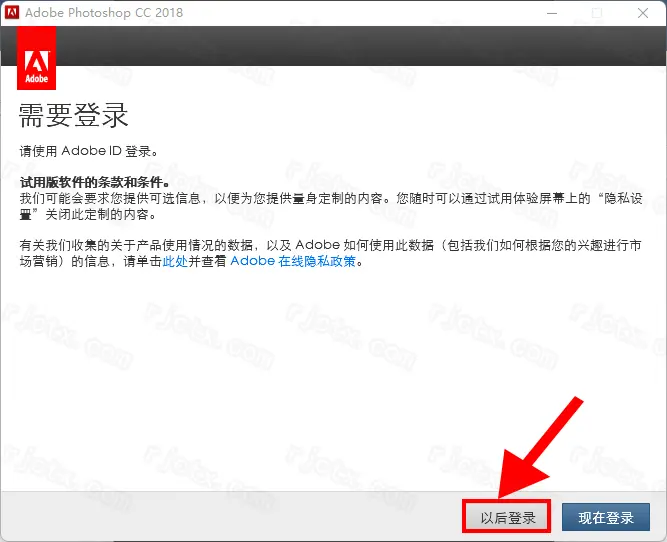 Adobe Photoshop CC 2018
Adobe
需要登录
请使用 Adobe ID 登录。
试用版软件的条款和条件。
我们可能会要求您提供可选信息，以便为您提供量身定制的内容。您随时可以通过试用体验屏幕上的“隐私设
置”关闭此定制的内容。
有关我们收集的关于产品使用情况的数据，以及 Adobe 如何使用此数据（包括我们如何根据您的兴趣进行市
场营销）的信息，请单击此处并查看 Adobe 在线隐私政策。
以后登录
现在登录